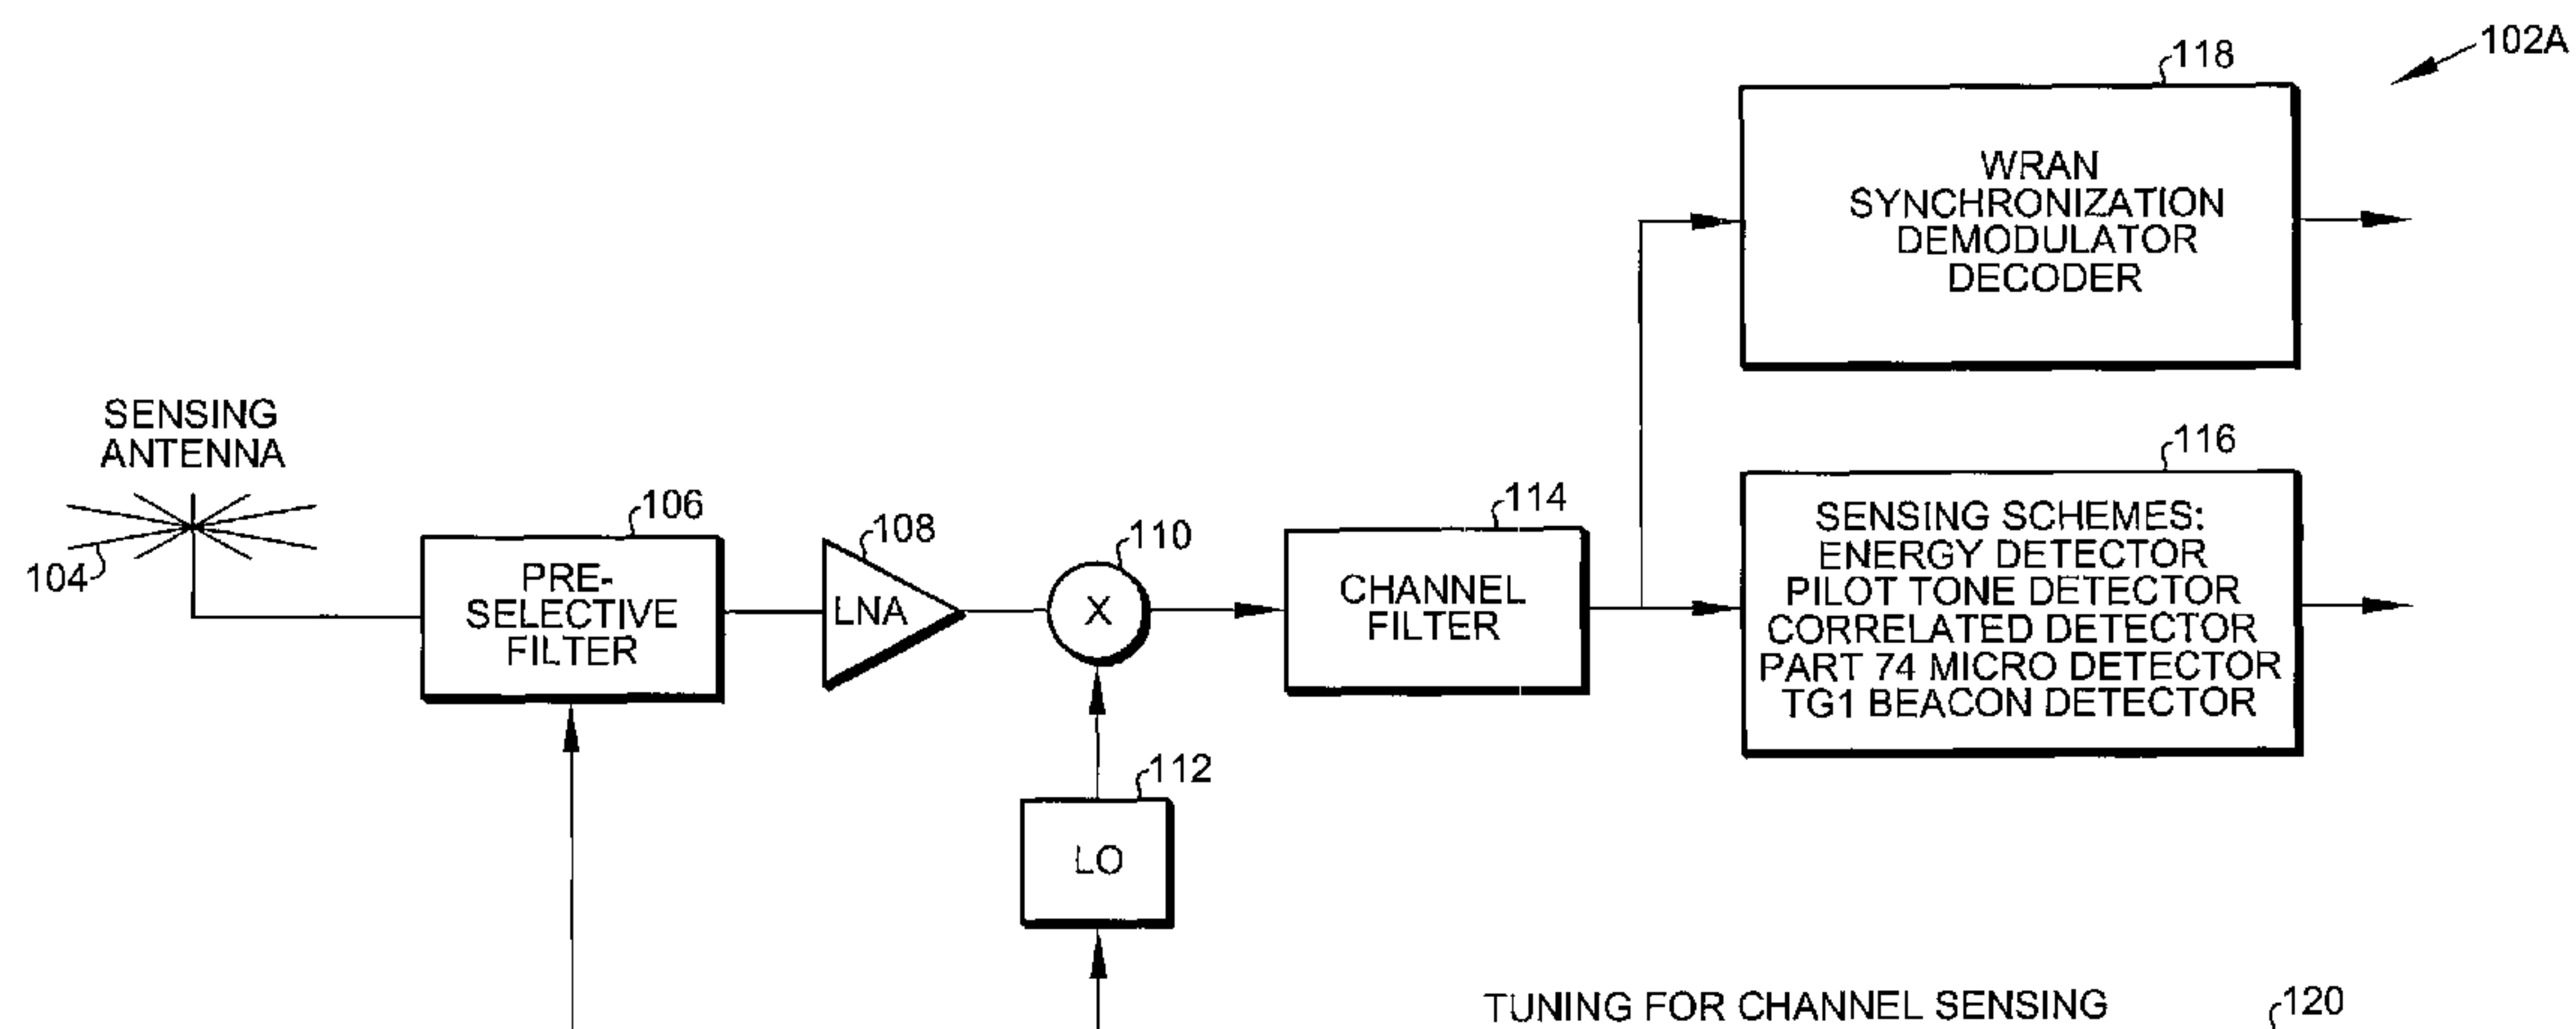 102A
118
WRAN
SYNCHRONIZATION
DEMODULATOR
DECODER
SENSING
ANTENNA
104
106
PRE-
SELECTIVE
FILTER
108
LNA
110
X
114
CHANNEL
FILTER
116
SENSING SCHEMES:
ENERGY DETECTOR
PILOT TONE DETECTOR
CORRELATED DETECTOR
PART 74 MICRO DETECTOR
TG1 BEACON DETECTOR
112
LO
TUNING FOR CHANNEL SENSING
120